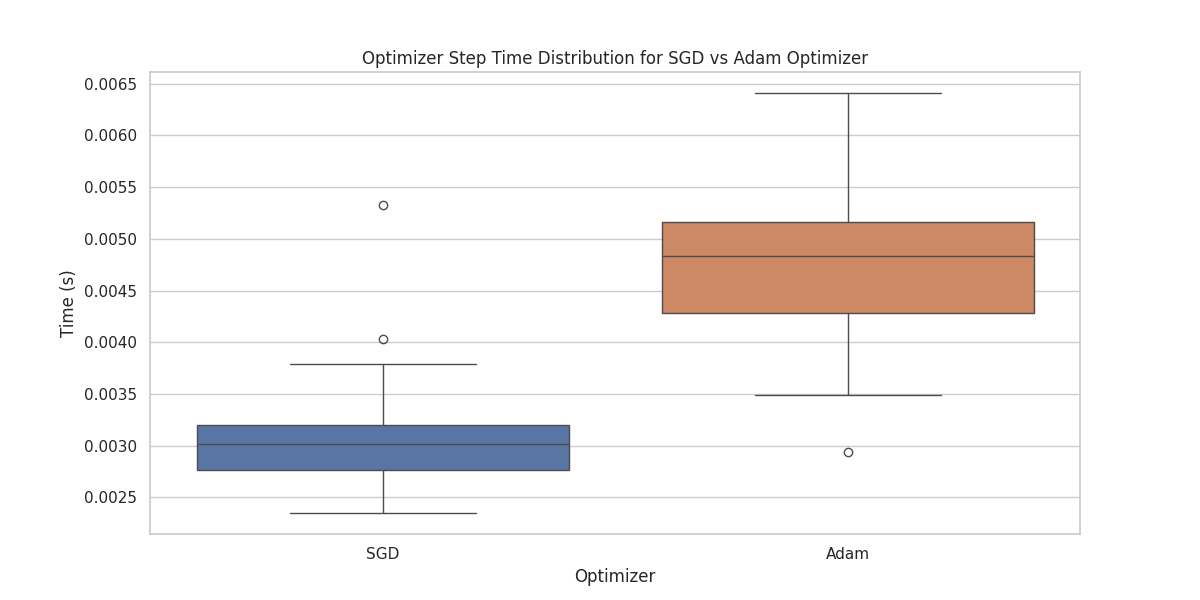 Optimizer Step Time Distribution for SGD vs Adam Optimizer
0.0065
0.0060
0.0055
0.0050
0.0045
0.0040
0.0035
0.0030
0.0025
Time (s)
SGD
Adam
Optimizer